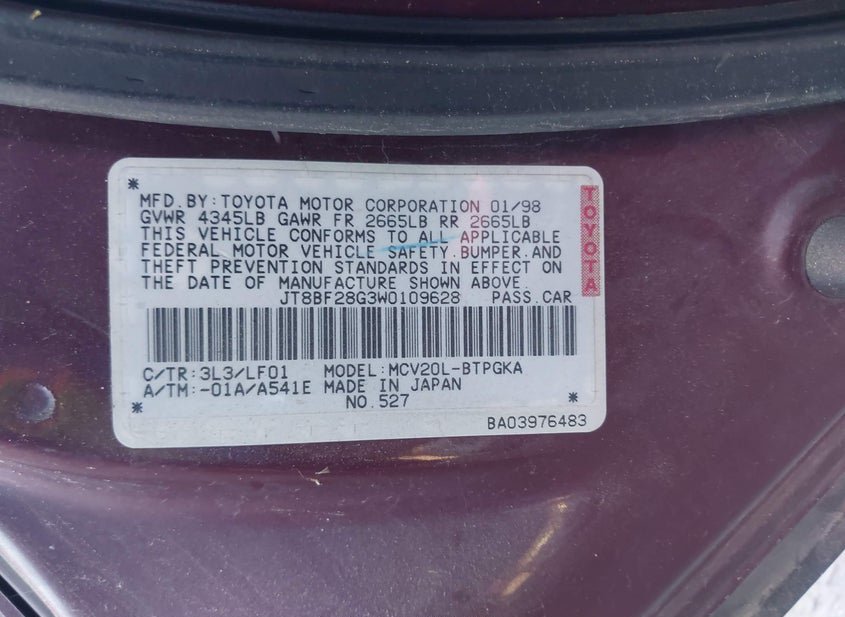 *
MFD.BY:TOYOTA MOTOR CORPORATION 01/98
GVWR 4345LB GAWR FR 2665LB RR 2665LB
THIS VEHICLE CONFORMS TO ALL APPLICABLE
FEDERAL MOTOR VEHICLE SAFETY.BUMPER.AND
THEFT PREVENTION STANDARDS IN EFFECT ON
THE DATE OF MANUFACTURE SHOWN ABOVE.
JT8BF28G3W0109628 PASS.CAR
TOYOTA
C/TR:3L3/LF01 MODEL:MCV20L-BTPGKA
A/TM:-01A/A541E MADE IN JAPAN
* NO.527 *
BA03976483